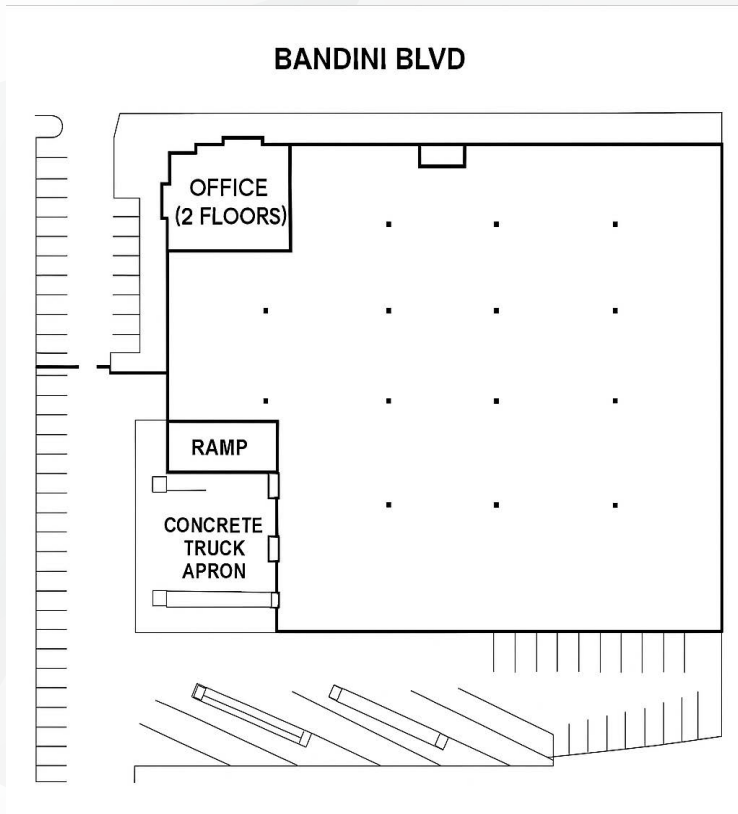 BANDINI BLVD
OFFICE
(2 FLOORS)
RAMP
CONCRETE
TRUCK
APRON